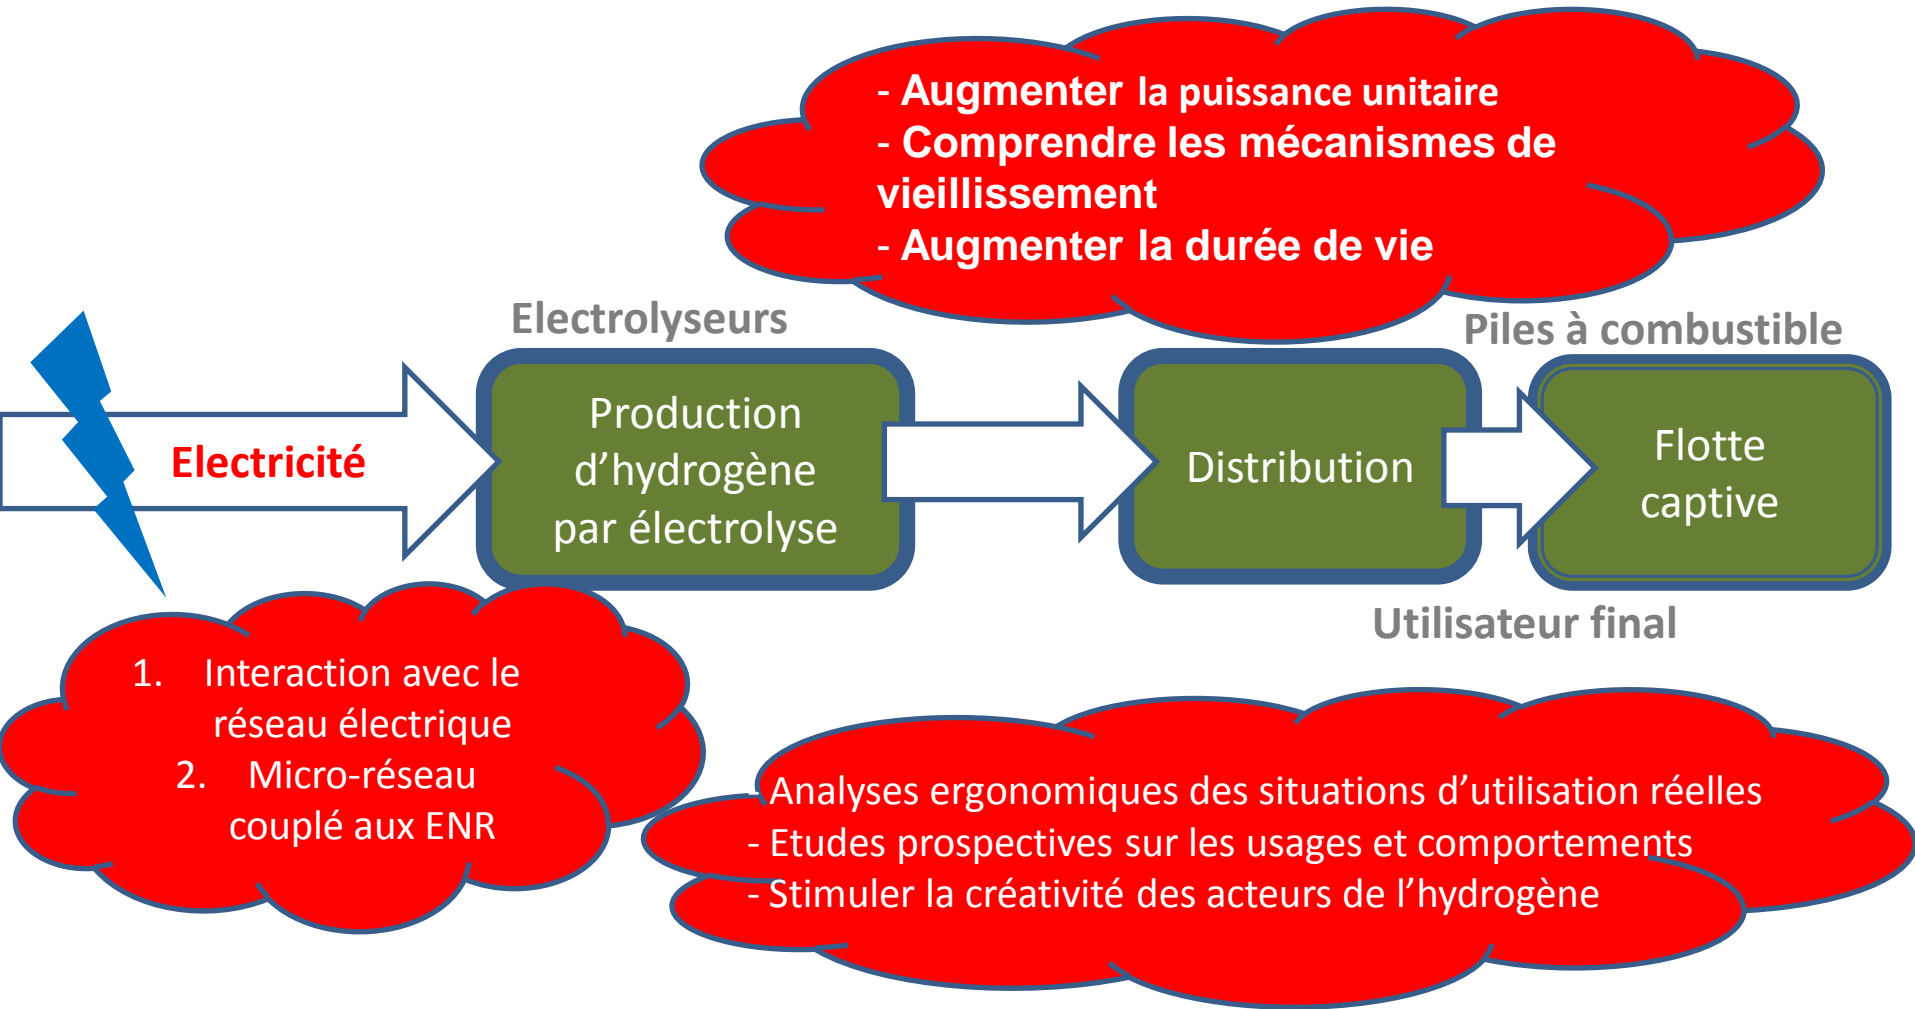 - Augmenter la puissance unitaire
- Comprendre les mécanismes de
vieillissement
- Augmenter la durée de vie
Electrolyseurs
Piles à combustible
Electricité
Production
d’hydrogène
par électrolyse
Distribution
Flotte
captive
Utilisateur final
1. Interaction avec le
réseau électrique
2. Micro-réseau
couplé aux ENR
- Analyses ergonomiques des situations d’utilisation réelles
- Etudes prospectives sur les usages et comportements
- Stimuler la créativité des acteurs de l’hydrogène